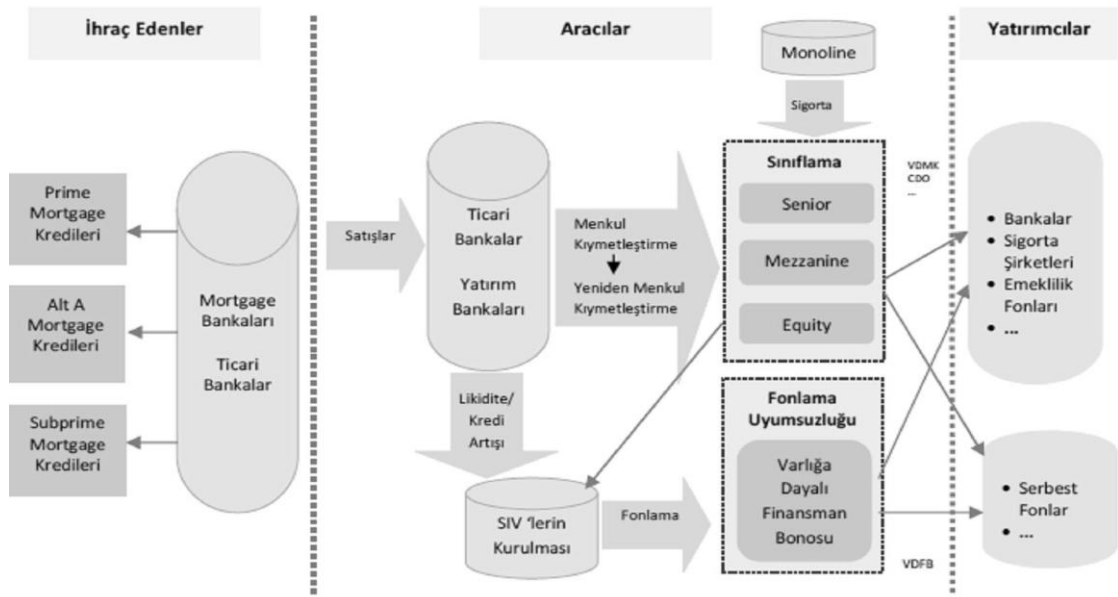 İhraç Edenler
Aracılar
Yatırımcılar
Monoline
Sigorta
Prime
Mortgage
Kredileri
Alt A
Mortgage
Kredileri
Subprime
Mortgage
Kredileri
Mortgage
Bankaları
Ticari
Bankalar
Satışlar
Ticari
Bankalar
Yatırım
Bankaları
Menkul
Kıymetleştirme
Yeniden Menkul
Kıymetleştirme
Sınıflama
Senior
Mezzanine
Equity
VDMK
CDO
...
• Bankalar
• Sigorta
Şirketleri
• Emeklilik
Fonları
• ...
Likidite/
Kredi
Artışı
SIV ‘lerin
Kurulması
Fonlama
Fonlama
Uyumsuzluğu
Varlığa
Dayalı
Finansman
Bonosu
VDFB
• Serbest
Fonlar
• ...